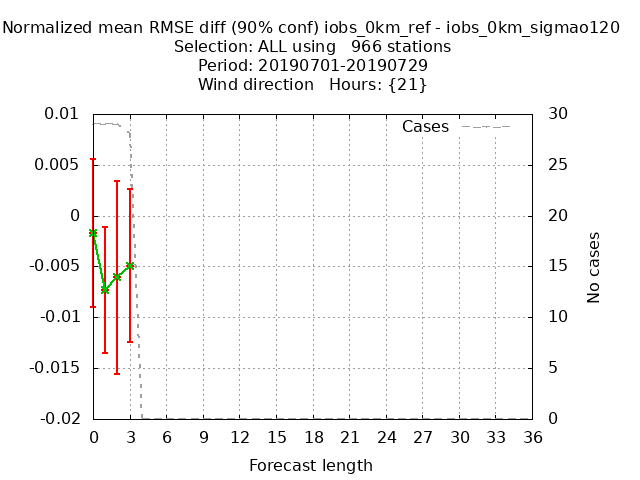 Normalized mean RMSE diff (90% conf) iobs_0km_ref - iobs_0km_sigmao120
Selection: ALL using   966 stations
Period: 20190701-20190729
Wind direction   Hours: {21}
Cases
0.01
0.005
0
-0.005
-0.01
-0.015
-0.02
30
25
20
15
10
5
0
No cases
0 3 6 9 12 15 18 21 24 27 30 33 36
Forecast length